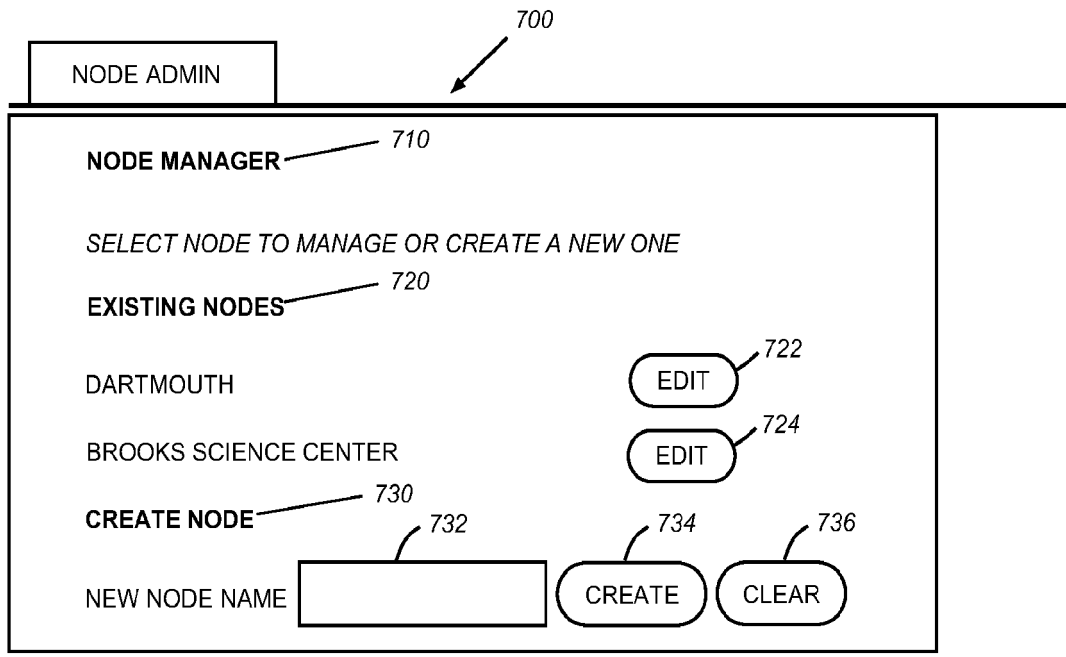 700
NODE ADMIN
NODE MANAGER 710
SELECT NODE TO MANAGE OR CREATE A NEW ONE
EXISTING NODES 720
DARTMOUTH EDIT 722
BROOKS SCIENCE CENTER EDIT 724
CREATE NODE 730
732 734 736
NEW NODE NAME CREATE CLEAR